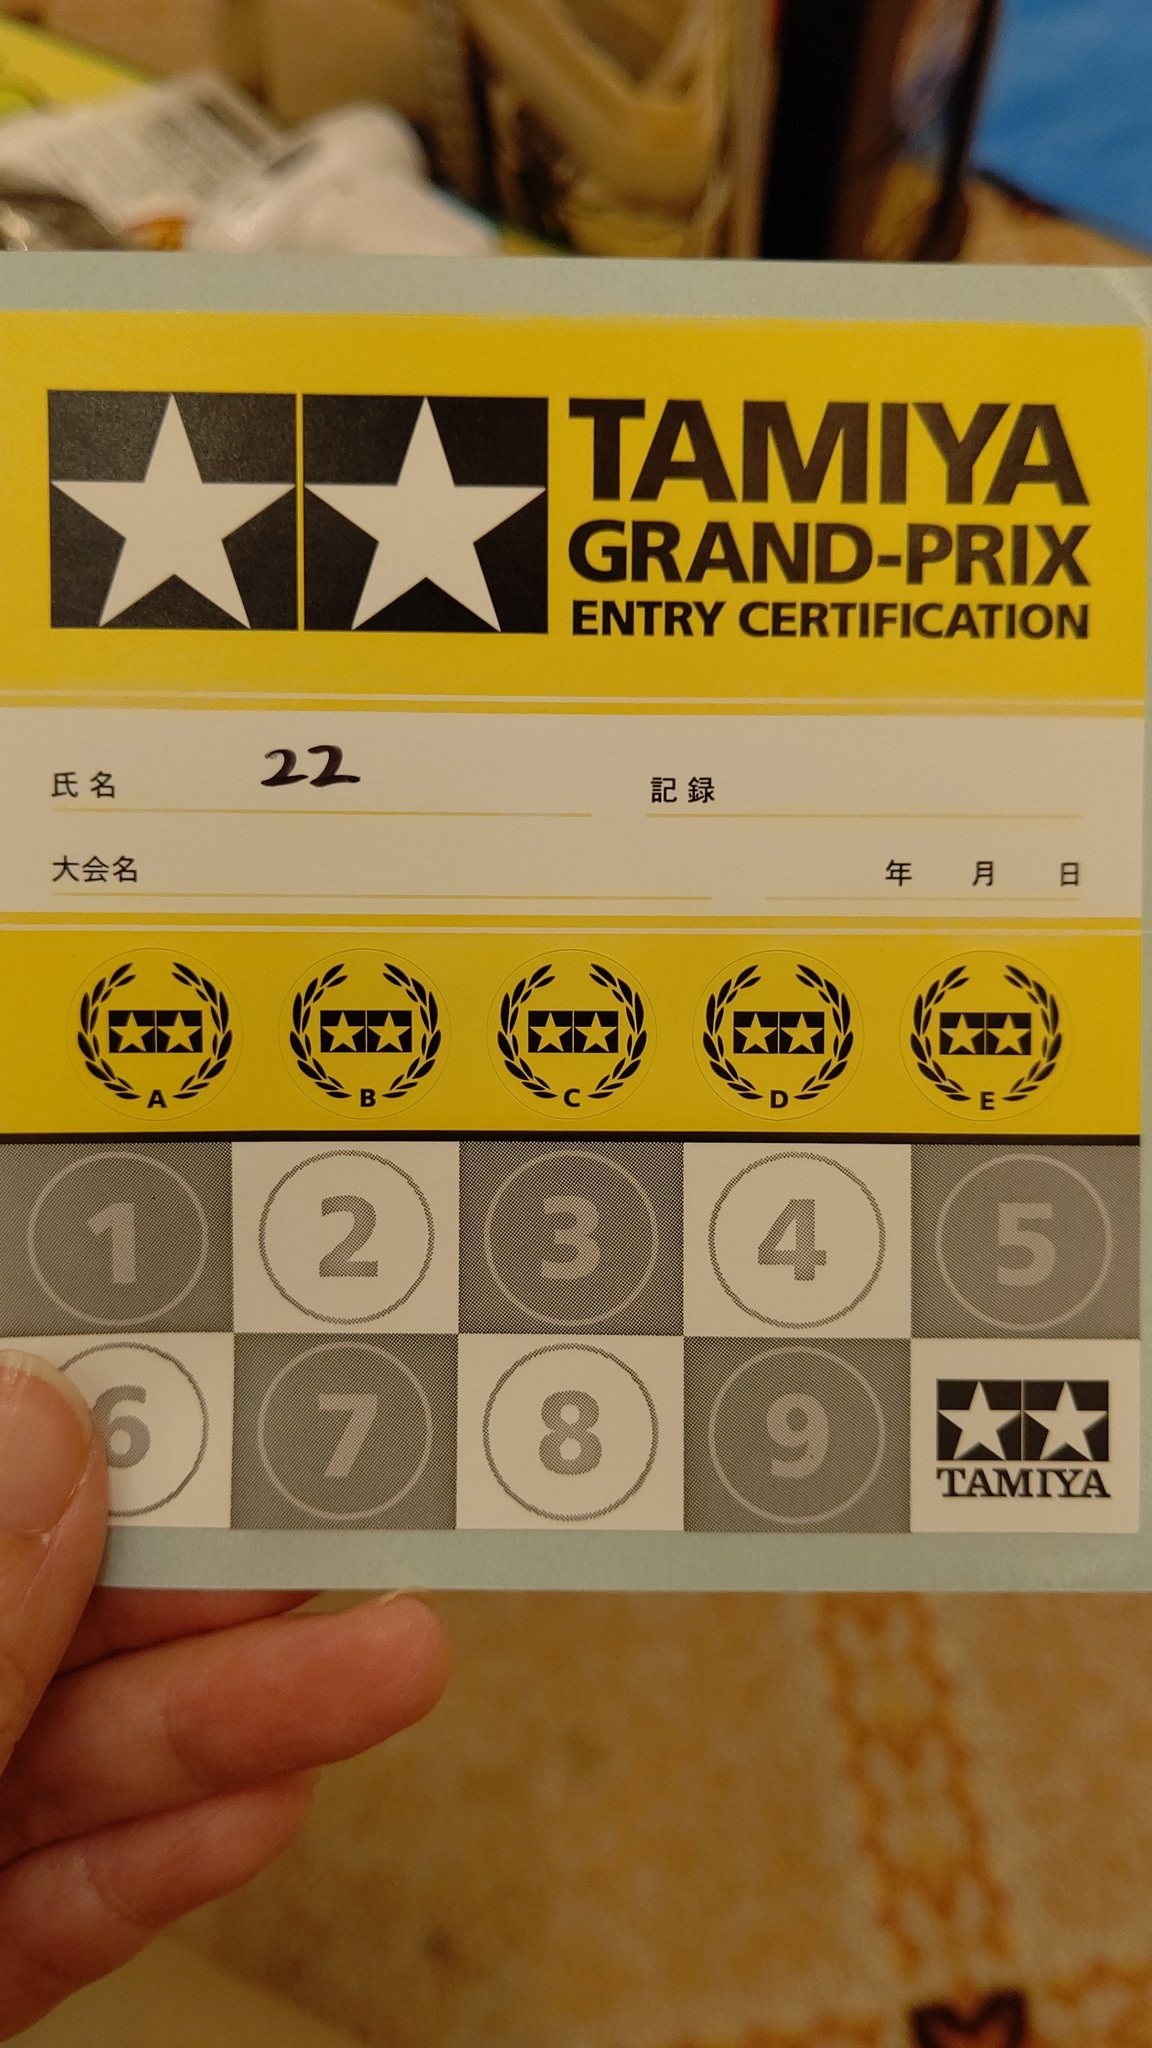 TAMIYA
GRAND-PRIX
ENTRY CERTIFICATION
氏名 22 記録
大会名 年 月 日
A B C D E
1 2 3 4 5
6 7 8 9
TAMIYA